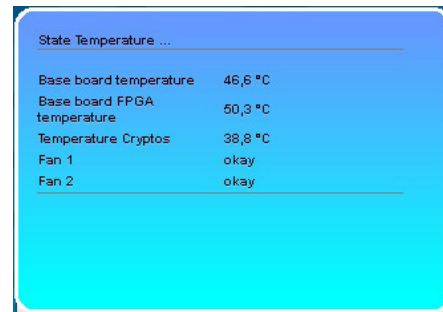 State Temperature ...
Base board temperature 46,6 °C
Base board FPGA
temperature 50,3 °C
Temperature Cryptos 38,8 °C
Fan 1 okay
Fan 2 okay